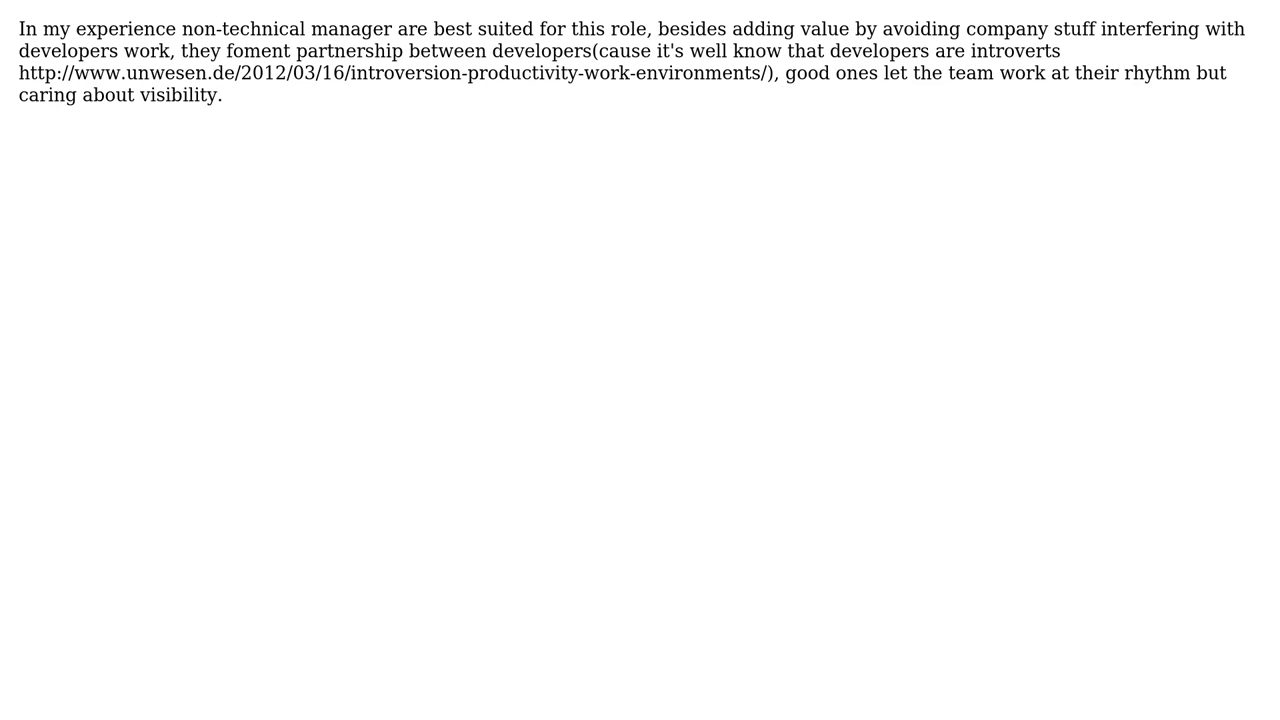 In my experience non-technical manager are best suited for this role, besides adding value by avoiding company stuff interfering with
developers work, they foment partnership between developers(cause it's well know that developers are introverts
http://www.unwesen.de/2012/03/16/introversion-productivity-work-environments/), good ones let the team work at their rhythm but
caring about visibility.